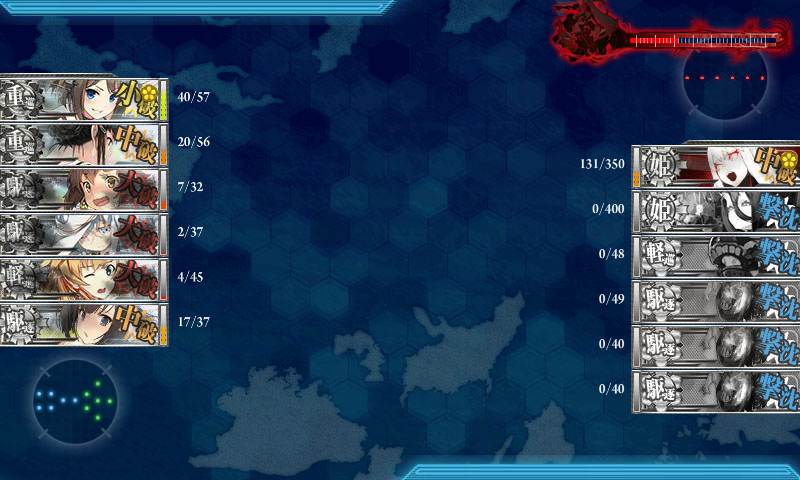 重巡 小破 40/57
重巡 中破 20/56
駆逐 大破 7/32
駆逐 大破 2/37
軽巡 大破 4/45
駆逐 中破 17/37
131/350 姫 中破
0/400 姫 撃沈
0/48 軽巡 撃沈
0/49 駆逐 撃沈
0/40 駆逐 撃沈
0/40 駆逐 撃沈